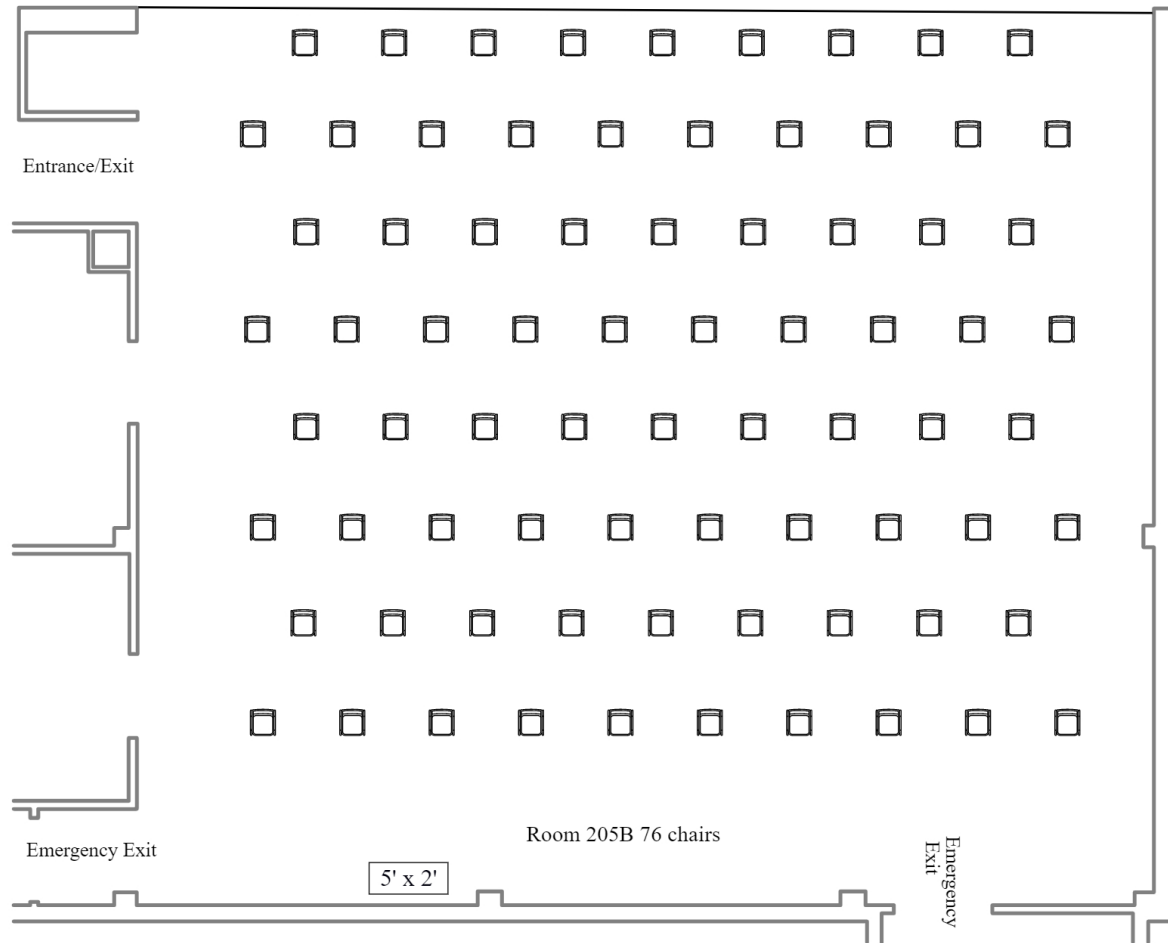 Entrance/Exit
Room 205B 76 chairs
Emergency Exit
5' x 2'
Emergency
Exit